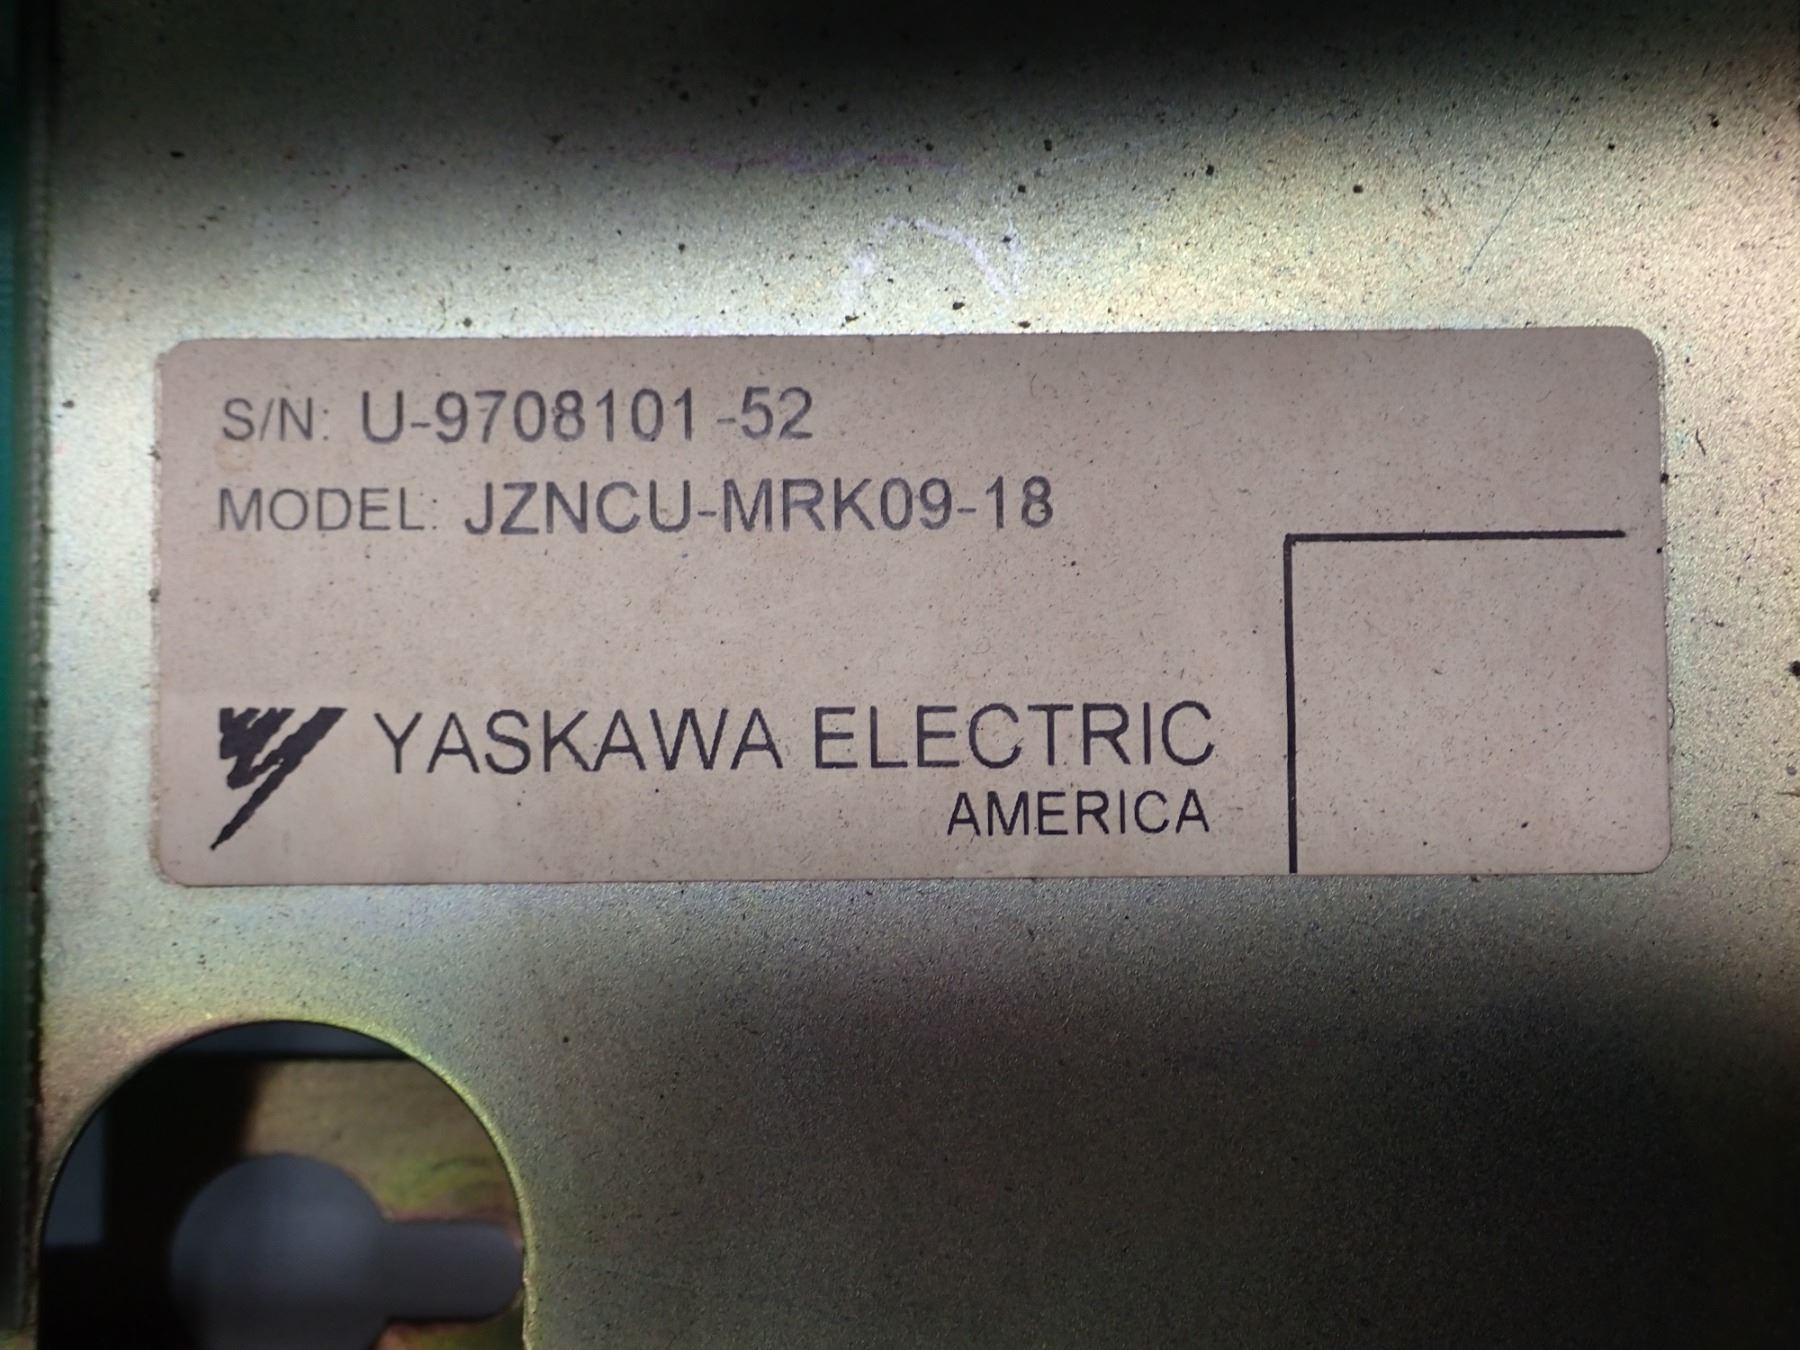 S/N: U-9708101-52
MODEL: JZNCU-MRK09-18
YASKAWA ELECTRIC
AMERICA